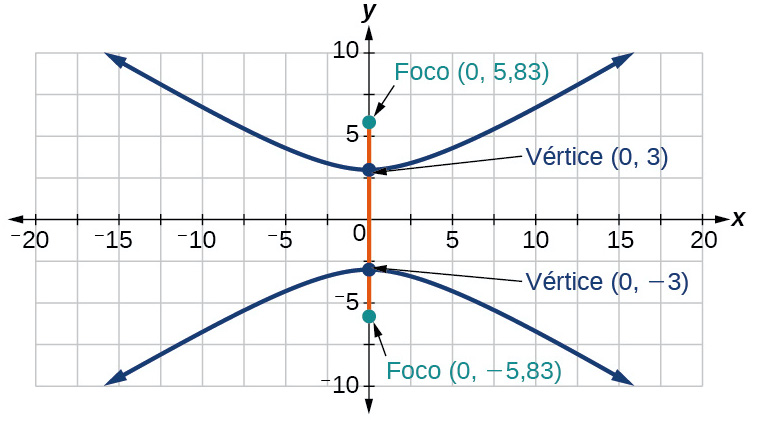 y
10
Foco (0, 5,83)
5
Vértice (0, 3)
x
−20 −15 −10 −5 0 5 10 15 20
Vértice (0, −3)
−5
Foco (0, −5,83)
−10